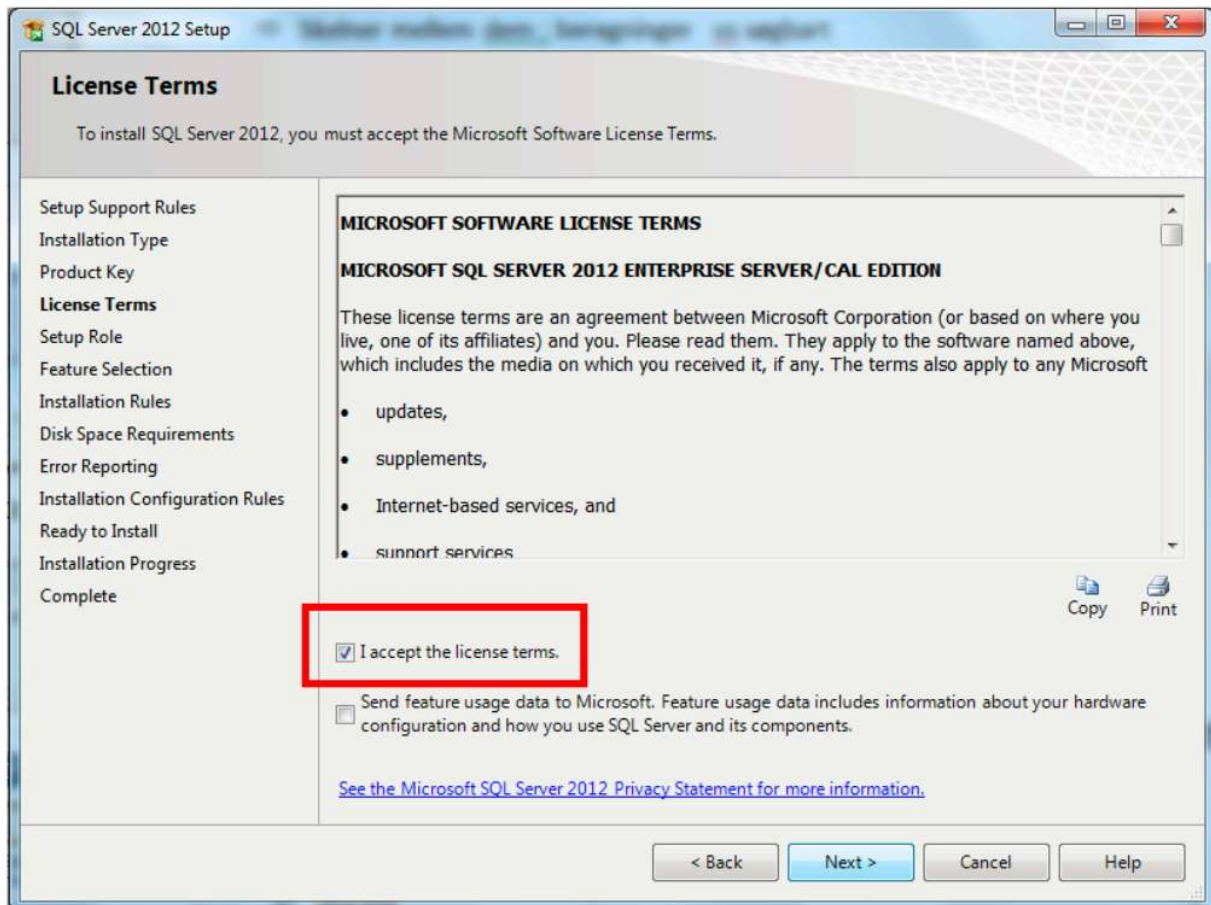 SQL Server 2012 Setup
License Terms
To install SQL Server 2012, you must accept the Microsoft Software License Terms.
Setup Support Rules
Installation Type
Product Key
License Terms
Setup Role
Feature Selection
Installation Rules
Disk Space Requirements
Error Reporting
Installation Configuration Rules
Ready to Install
Installation Progress
Complete
MICROSOFT SOFTWARE LICENSE TERMS
MICROSOFT SQL SERVER 2012 ENTERPRISE SERVER/CAL EDITION
These license terms are an agreement between Microsoft Corporation (or based on where you
live, one of its affiliates) and you. Please read them. They apply to the software named above,
which includes the media on which you received it, if any. The terms also apply to any Microsoft
• updates,
• supplements,
• Internet-based services, and
• support services
Copy Print
I accept the license terms.
Send feature usage data to Microsoft. Feature usage data includes information about your hardware
configuration and how you use SQL Server and its components.
See the Microsoft SQL Server 2012 Privacy Statement for more information.
< Back Next > Cancel Help